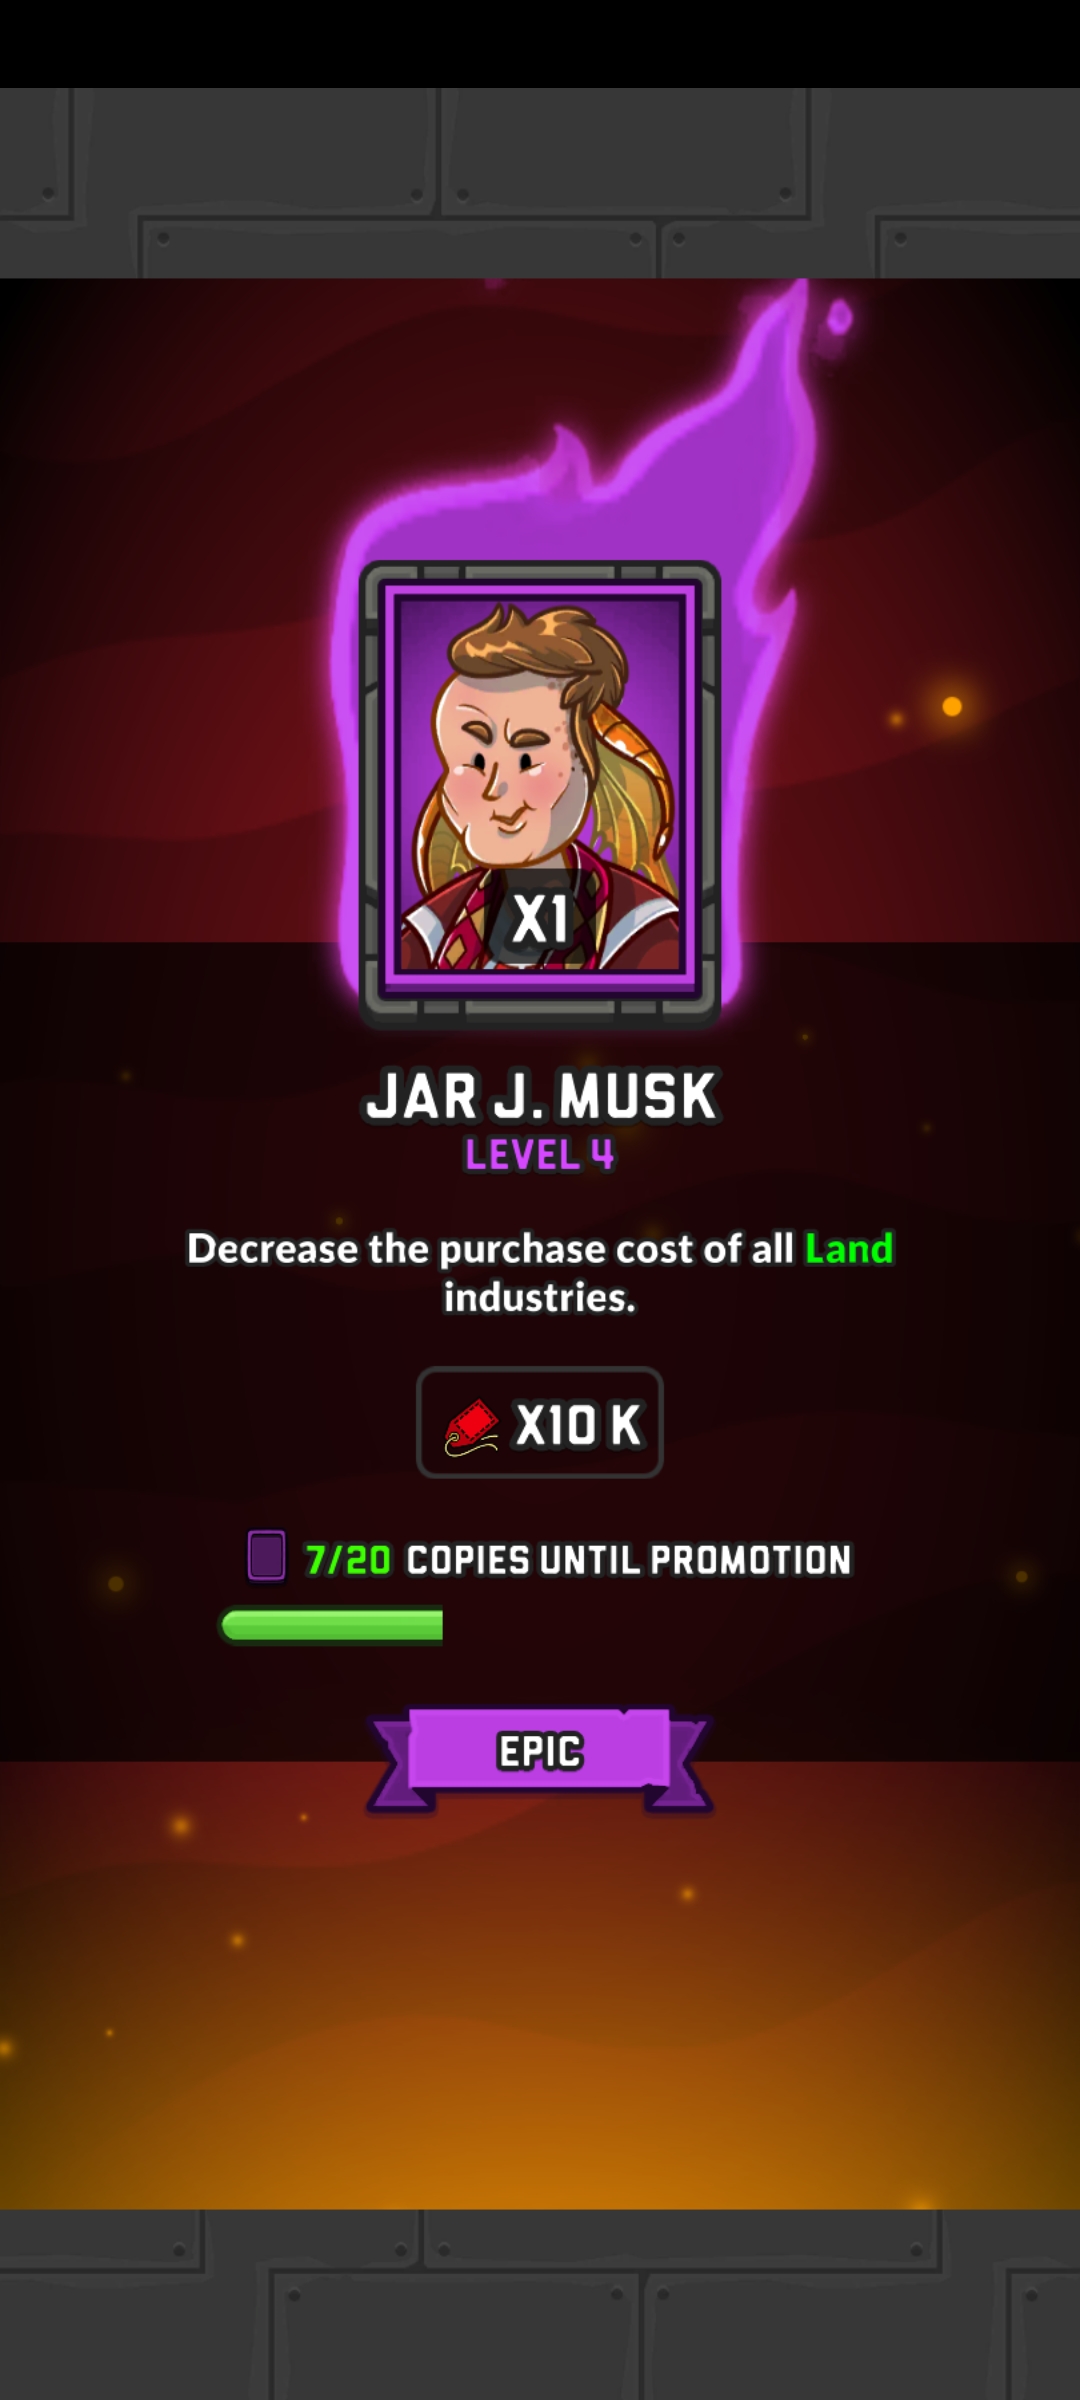 X1
JAR J. MUSK
LEVEL 4
Decrease the purchase cost of all Land
industries.
X10 K
7/20 COPIES UNTIL PROMOTION
EPIC